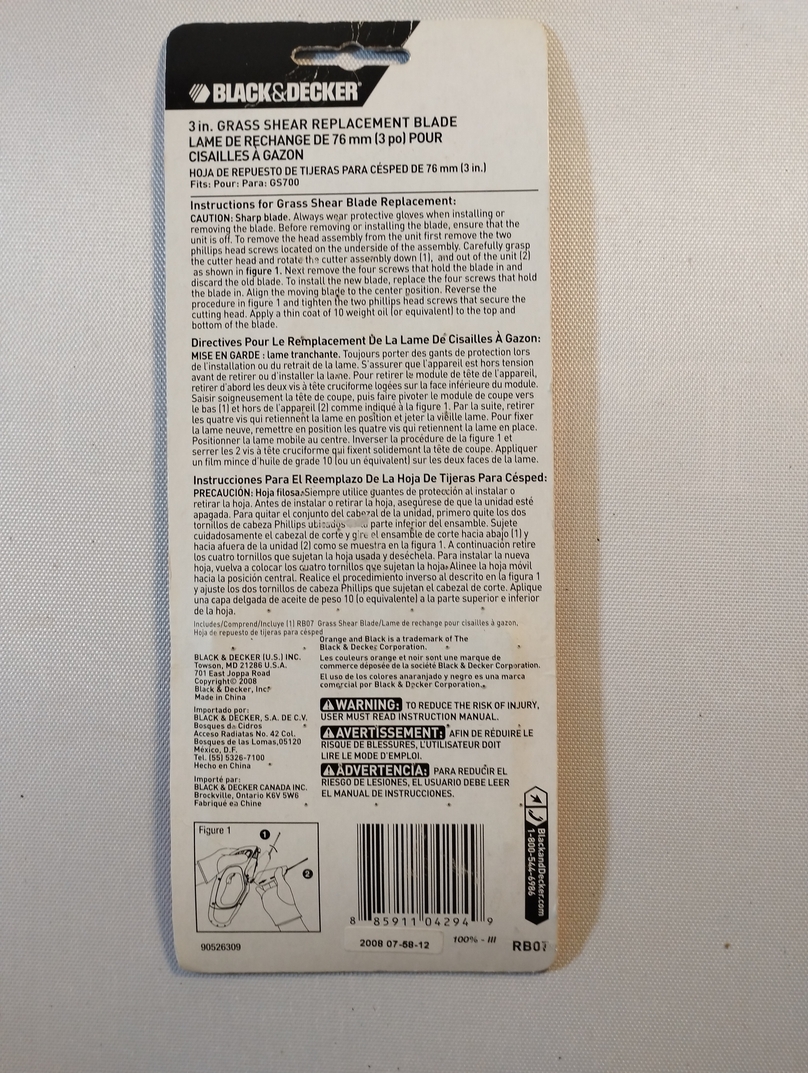 BLACK&DECKER®
3 in. GRASS SHEAR REPLACEMENT BLADE
LAME DE RECHANGE DE 76 mm (3 po) POUR
CISAILLES À GAZON
HOJA DE REPUESTO DE TIJERAS PARA CÉSPED DE 76 mm (3 in.)
Fits: Pour: Para: GS700
Instructions for Grass Shear Blade Replacement:
CAUTION: Sharp blade. Always wear protective gloves when installing or
removing the blade. Before removing or installing the blade, ensure that the
unit is off. To remove the head assembly from the unit first remove the two
phillips head screws located on the underside of the assembly. Carefully grasp
the cutter head and rotate the cutter assembly down (1), and out of the unit (2)
as shown in figure 1. Next remove the four screws that hold the blade in and
discard the old blade. To install the new blade, replace the four screws that hold
the blade in. Align the moving blade to the center position. Reverse the
procedure in figure 1 and tighten the two phillips head screws that secure the
cutting head. Apply a thin coat of 10 weight oil (or equivalent) to the top and
bottom of the blade.
Directives Pour Le Remplacement De La Lame De Cisailles À Gazon:
MISE EN GARDE : lame tranchante. Toujours porter des gants de protection lors
de l'installation ou du retrait de la lame. S'assurer que l'appareil est hors tension
avant de retirer ou d'installer la lame. Pour retirer le module de tête de l'appareil,
retirer d'abord les deux vis à tête cruciforme logées sur la face inférieure du module.
Saisir soigneusement la tête de coupe, puis faire pivoter le module de coupe vers
le bas (1) et hors de l'appareil (2) comme indiqué à la figure 1. Par la suite, retirer
les quatre vis qui retiennent la lame en position et jeter la vieille lame. Pour fixer
la lame neuve, remettre en position les quatre vis qui retiennent la lame en place.
Positionner la lame mobile au centre. Inverser la procédure de la figure 1 et
serrer les 2 vis à tête cruciforme qui fixent solidement la tête de coupe. Appliquer
un film mince d'huile de grade 10 (ou un équivalent) sur les deux faces de la lame.
Instrucciones Para El Reemplazo De La Hoja De Tijeras Para Césped:
PRECAUCIÓN: Hoja filosa. Siempre utilice guantes de protección al instalar o
retirar la hoja. Antes de instalar o retirar la hoja, asegúrese de que la unidad esté
apagada. Para quitar el conjunto del cabezal de la unidad, primero quite los dos
tornillos de cabeza Phillips ubicados parte inferior del ensamble. Sujete
cuidadosamente el cabezal de corte y gire el ensamble de corte hacia abajo (1) y
hacia afuera de la unidad (2) como se muestra en la figura 1. A continuación retire
los cuatro tornillos que sujetan la hoja usada y deséchela. Para instalar la nueva
hoja, vuelva a colocar los cuatro tornillos que sujetan la hoja. Alinee la hoja móvil
hacia la posición central. Realice el procedimiento inverso al descrito en la figura 1
y ajuste los dos tornillos de cabeza Phillips que sujetan el cabezal de corte. Aplique
una capa delgada de aceite de peso 10 (o equivalente) a la parte superior e inferior
de la hoja.
Includes/Comprend/Incluye (1) RB07 Grass Shear Blade/Lame de rechange pour cisailles à gazon,
Hoja de repuesto de tijeras para césped
Orange and Black is a trademark of The
Black & Decker Corporation.
Les couleurs orange et noir sont une marque de
commerce déposée de la société Black & Decker Corporation.
El uso de los colores anaranjado y negro es una marca
comercial por Black & Decker Corporation.
BLACK & DECKER (U.S.) INC.
Towson, MD 21286 U.S.A.
701 East Joppa Road
Copyright© 2008
Black & Decker, Inc.
Made in China
Importado por:
BLACK & DECKER, S.A. DE C.V.
Bosques de Cidros
Acceso Radiatas No. 42 Col.
Bosques de las Lomas,05120
México, D.F.
Tel. (55) 5326-7100
Hecho en China
Importé par:
BLACK & DECKER CANADA INC.
Brockville, Ontario K6V 5W6
Fabriqué en Chine
WARNING: TO REDUCE THE RISK OF INJURY,
USER MUST READ INSTRUCTION MANUAL.
AVERTISSEMENT: AFIN DE RÉDUIRE LE
RISQUE DE BLESSURES, L'UTILISATEUR DOIT
LIRE LE MODE D'EMPLOI.
ADVERTENCIA: PARA REDUCIR EL
RIESGO DE LESIONES, EL USUARIO DEBE LEER
EL MANUAL DE INSTRUCCIONES.
Figure 1
1
2
8 85911 04294 9
BlackandDecker.com
1-800-544-6986
90526309
2008 07-58-12
100% - III
RB07